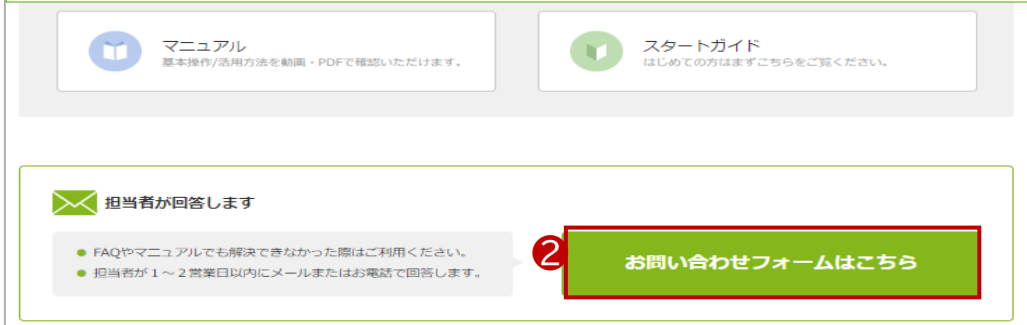 マニュアル
基本操作/活用方法を動画・PDFで確認いただけます。
スタートガイド
はじめての方はまずこちらをご覧ください。
担当者が回答します
FAQやマニュアルでも解決できなかった際はご利用ください。
担当者が1～2営業日以内にメールまたはお電話で回答します。
2
お問い合わせフォームはこちら